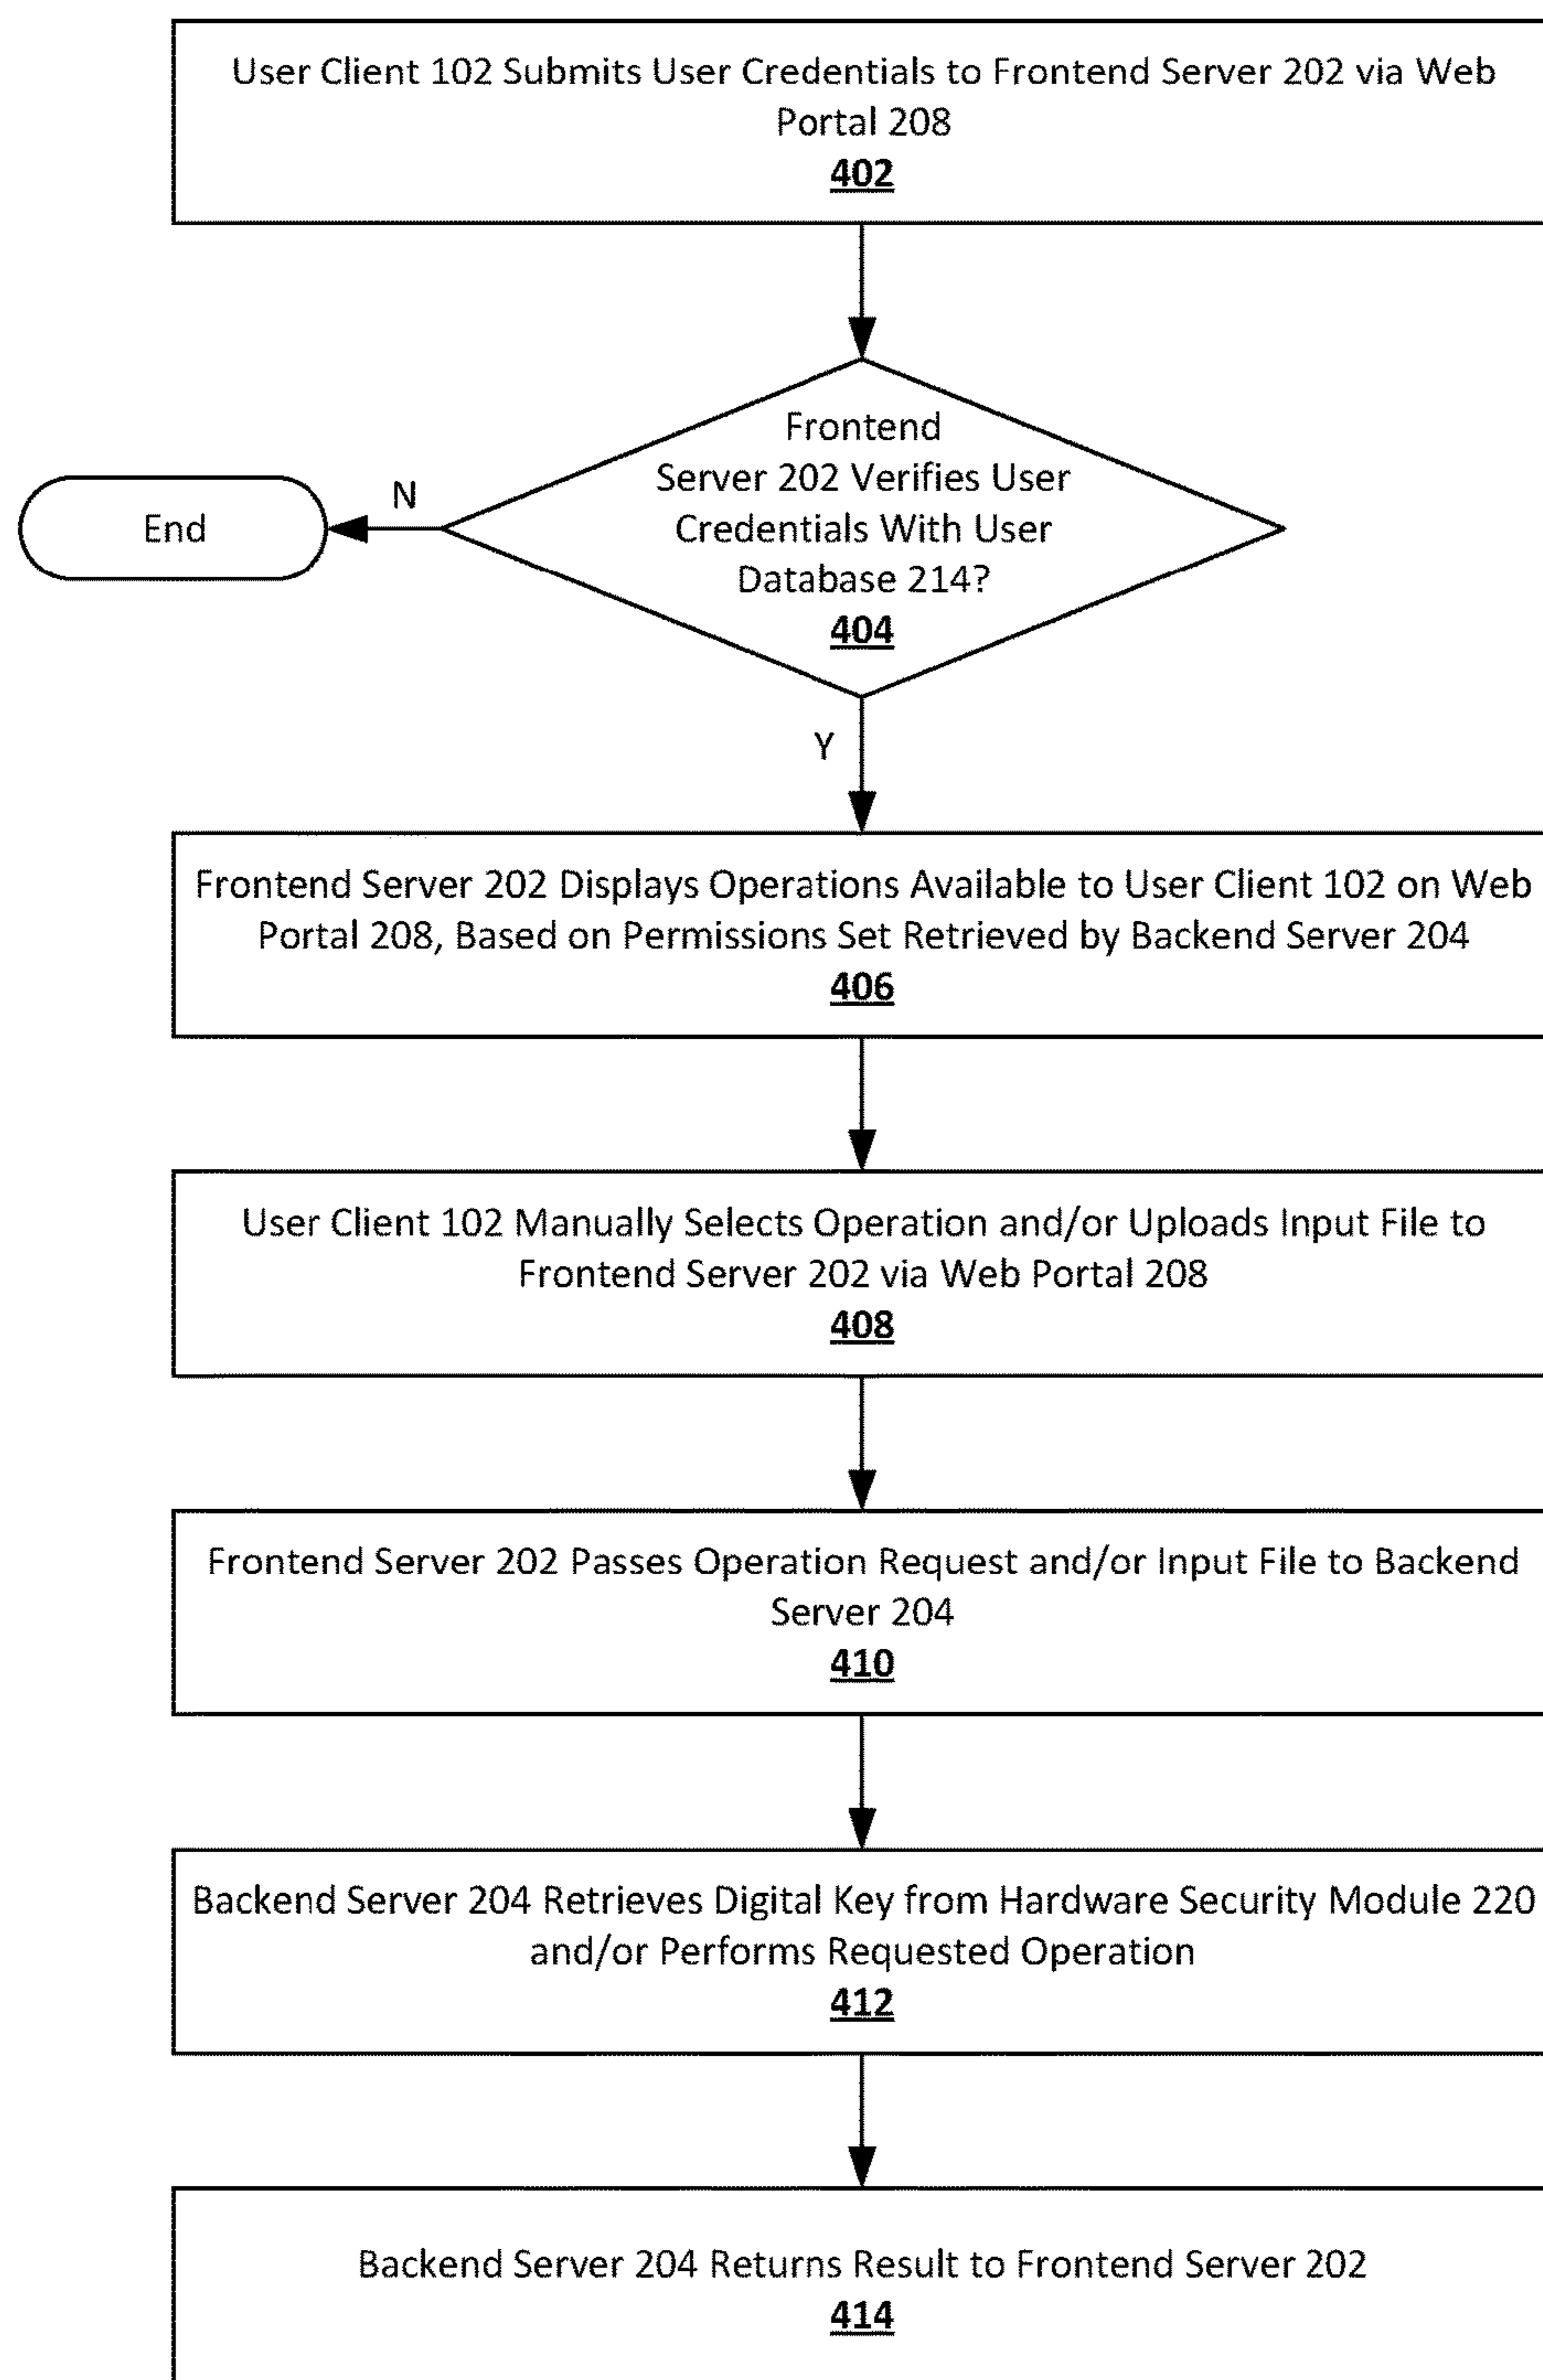 User Client 102 Submits User Credentials to Frontend Server 202 via Web
Portal 208
402
Frontend
Server 202 Verifies User
Credentials With User
Database 214?
404
N
End
Y
Frontend Server 202 Displays Operations Available to User Client 102 on Web
Portal 208, Based on Permissions Set Retrieved by Backend Server 204
406
User Client 102 Manually Selects Operation and/or Uploads Input File to
Frontend Server 202 via Web Portal 208
408
Frontend Server 202 Passes Operation Request and/or Input File to Backend
Server 204
410
Backend Server 204 Retrieves Digital Key from Hardware Security Module 220
and/or Performs Requested Operation
412
Backend Server 204 Returns Result to Frontend Server 202
414